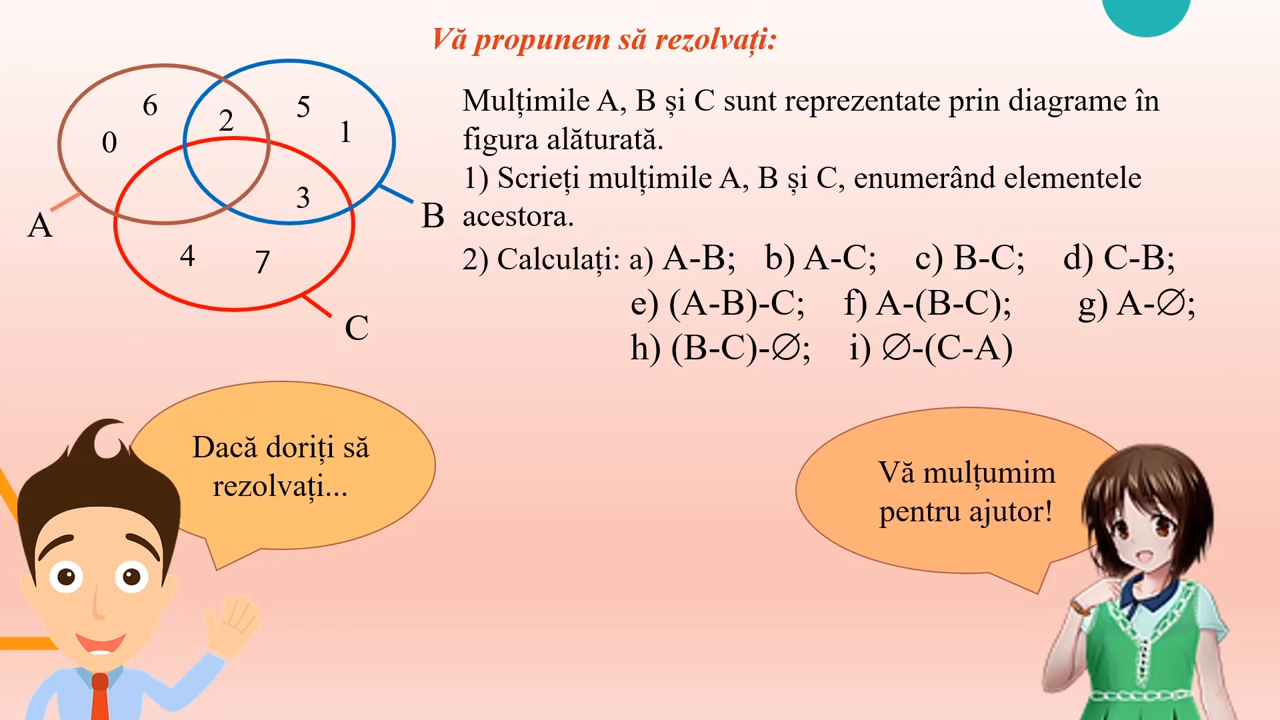 Vă propunem să rezolvați:
6
0
2
5
1
3
4
7
A
B
C
Mulțimile A, B și C sunt reprezentate prin diagrame în
figura alăturată.
1) Scrieți mulțimile A, B și C, enumerând elementele
acestora.
2) Calculați: a) A-B; b) A-C; c) B-C; d) C-B;
e) (A-B)-C; f) A-(B-C); g) A-∅;
h) (B-C)-∅; i) ∅-(C-A)
Dacă doriți să
rezolvați...
Vă mulțumim
pentru ajutor!